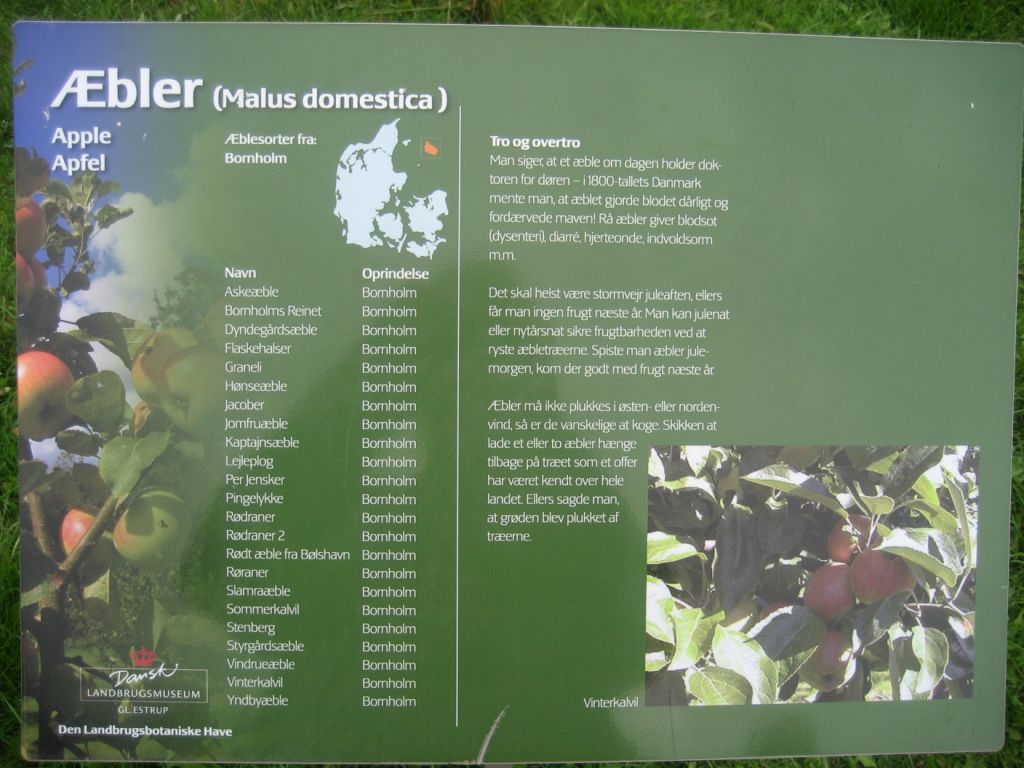 Æbler (Malus domestica)
Apple
Apfel
Æblesorter fra:
Bornholm
Navn Oprindelse
Askeæble Bornholm
Bornholms Reinet Bornholm
Dyndegårdsæble Bornholm
Flaskehalser Bornholm
Graneli Bornholm
Hønseæble Bornholm
Jacober Bornholm
Jomfruæble Bornholm
Kaptajnsæble Bornholm
Lejleplog Bornholm
Per Jensker Bornholm
Pingelykke Bornholm
Rødraner Bornholm
Rødraner 2 Bornholm
Rødt æble fra Bølshavn Bornholm
Røraner Bornholm
Slamraæble Bornholm
Sommerkalvil Bornholm
Stenberg Bornholm
Styrgårdsæble Bornholm
Vindrueæble Bornholm
Vinterkalvil Bornholm
Yndbyæble Bornholm
Dansk
LANDBRUGSMUSEUM
GL. ESTRUP
Den Landbrugsbotaniske Have
Tro og overtro
Man siger, at et æble om dagen holder dok-
toren for døren – i 1800-tallets Danmark
mente man, at æblet gjorde blodet dårligt og
fordærvede maven! Rå æbler giver blodsot
(dysenteri), diarré, hjerteonde, indvoldsorm
m.m.
Det skal helst være stormvejr juleaften, ellers
får man ingen frugt næste år. Man kan julenat
eller nytårsnat sikre frugtbarheden ved at
ryste æbletræerne. Spiste man æbler jule-
morgen, kom der godt med frugt næste år.
Æbler må ikke plukkes i østen- eller norden-
vind, så er de vanskelige at koge. Skikken at
lade et eller to æbler hænge
tilbage på træet som et offer
har været kendt over hele
landet. Ellers sagde man,
at grøden blev plukket af
træerne.
Vinterkalvil